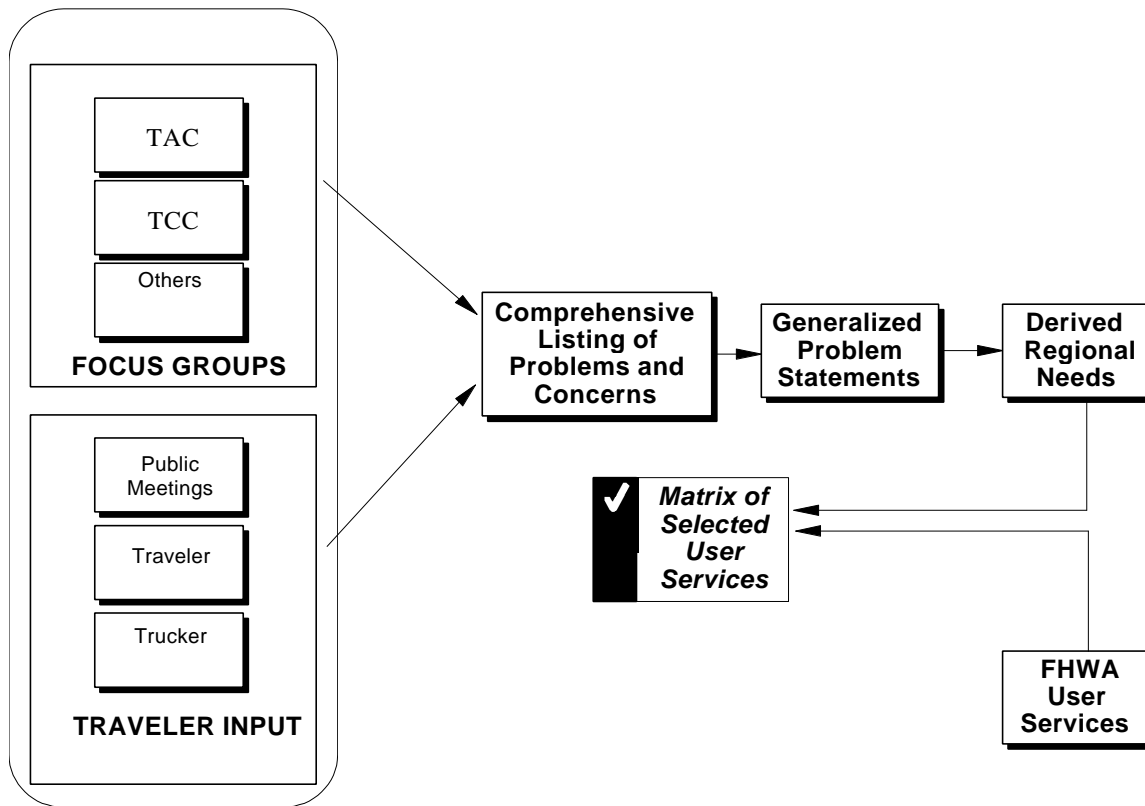 TAC
TCC
Others
FOCUS GROUPS
Public
Meetings
Traveler
Trucker
TRAVELER INPUT
Comprehensive
Listing of
Problems and
Concerns
Generalized
Problem
Statements
Derived
Regional
Needs
Matrix of
Selected
User
Services
FHWA
User
Services